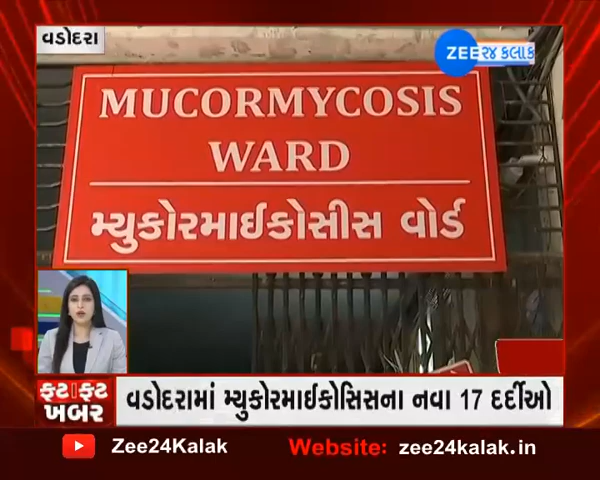 વડોદરા
ZEE ૨૪ કલાક
MUCORMYCOSIS
WARD
મ્યુકોરમાઈકોસીસ વોર્ડ
ફટાફટ
ખબર
વડોદરામાં મ્યુકોરમાઈકોસિસના નવા 17 દર્દીઓ
Zee24Kalak
Website: zee24kalak.in